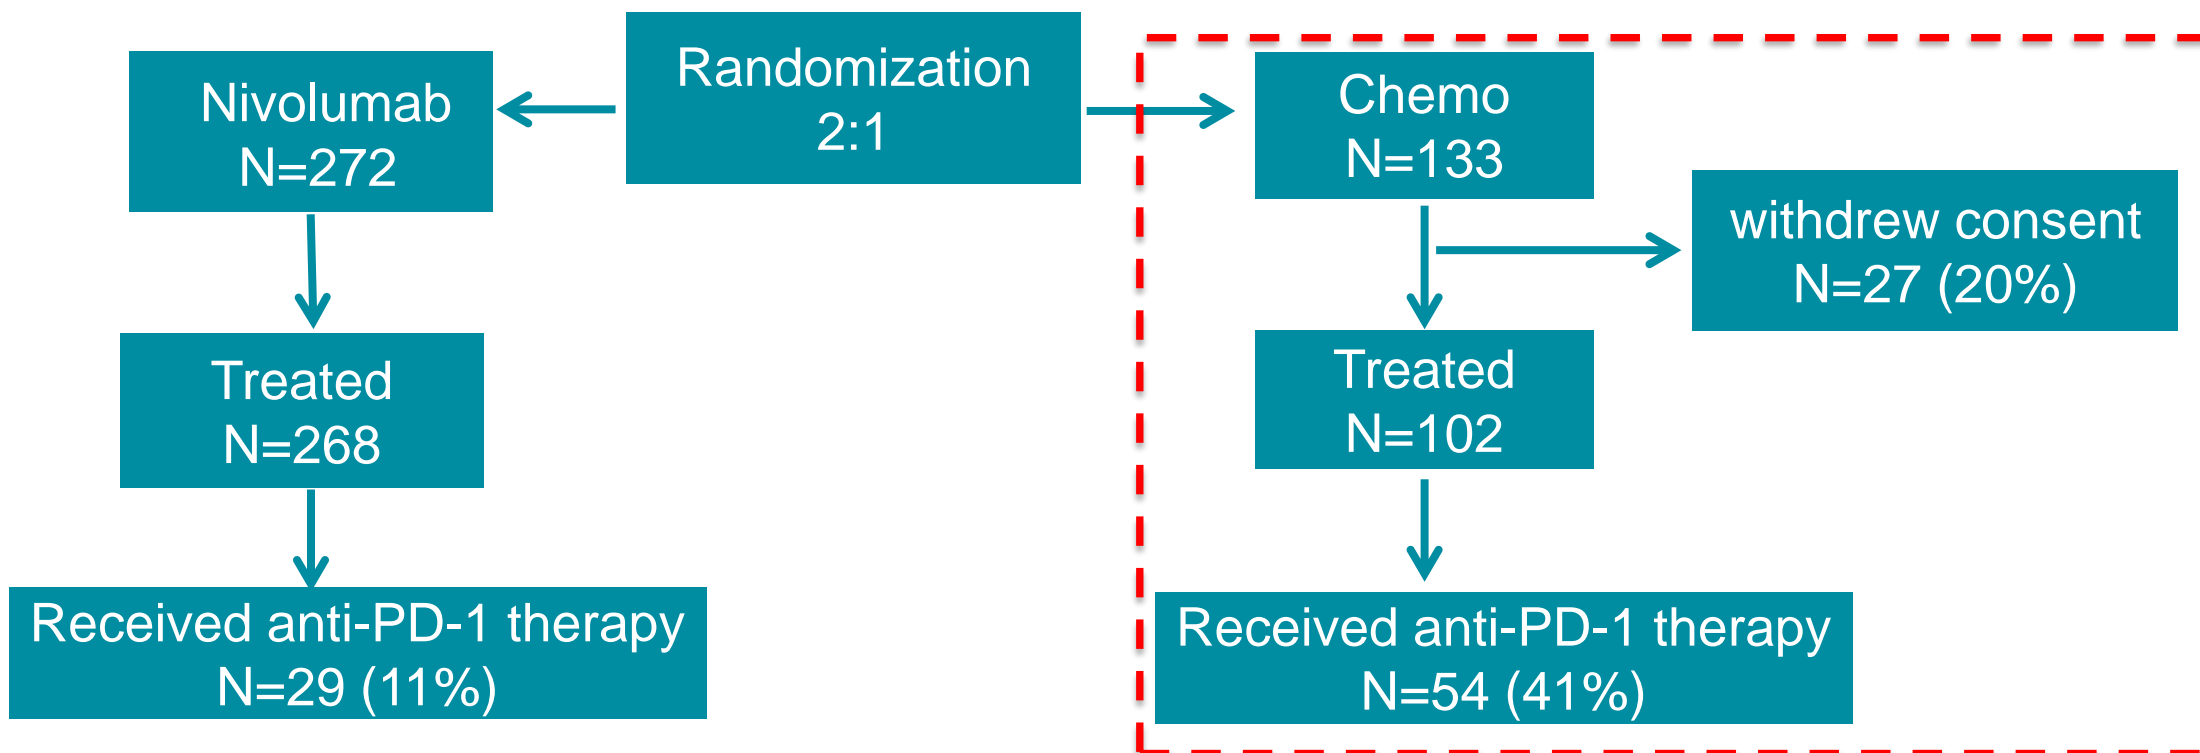 Randomization
2:1
Nivolumab
N=272
Chemo
N=133
withdrew consent
N=27 (20%)
Treated
N=268
Treated
N=102
Received anti-PD-1 therapy
N=29 (11%)
Received anti-PD-1 therapy
N=54 (41%)